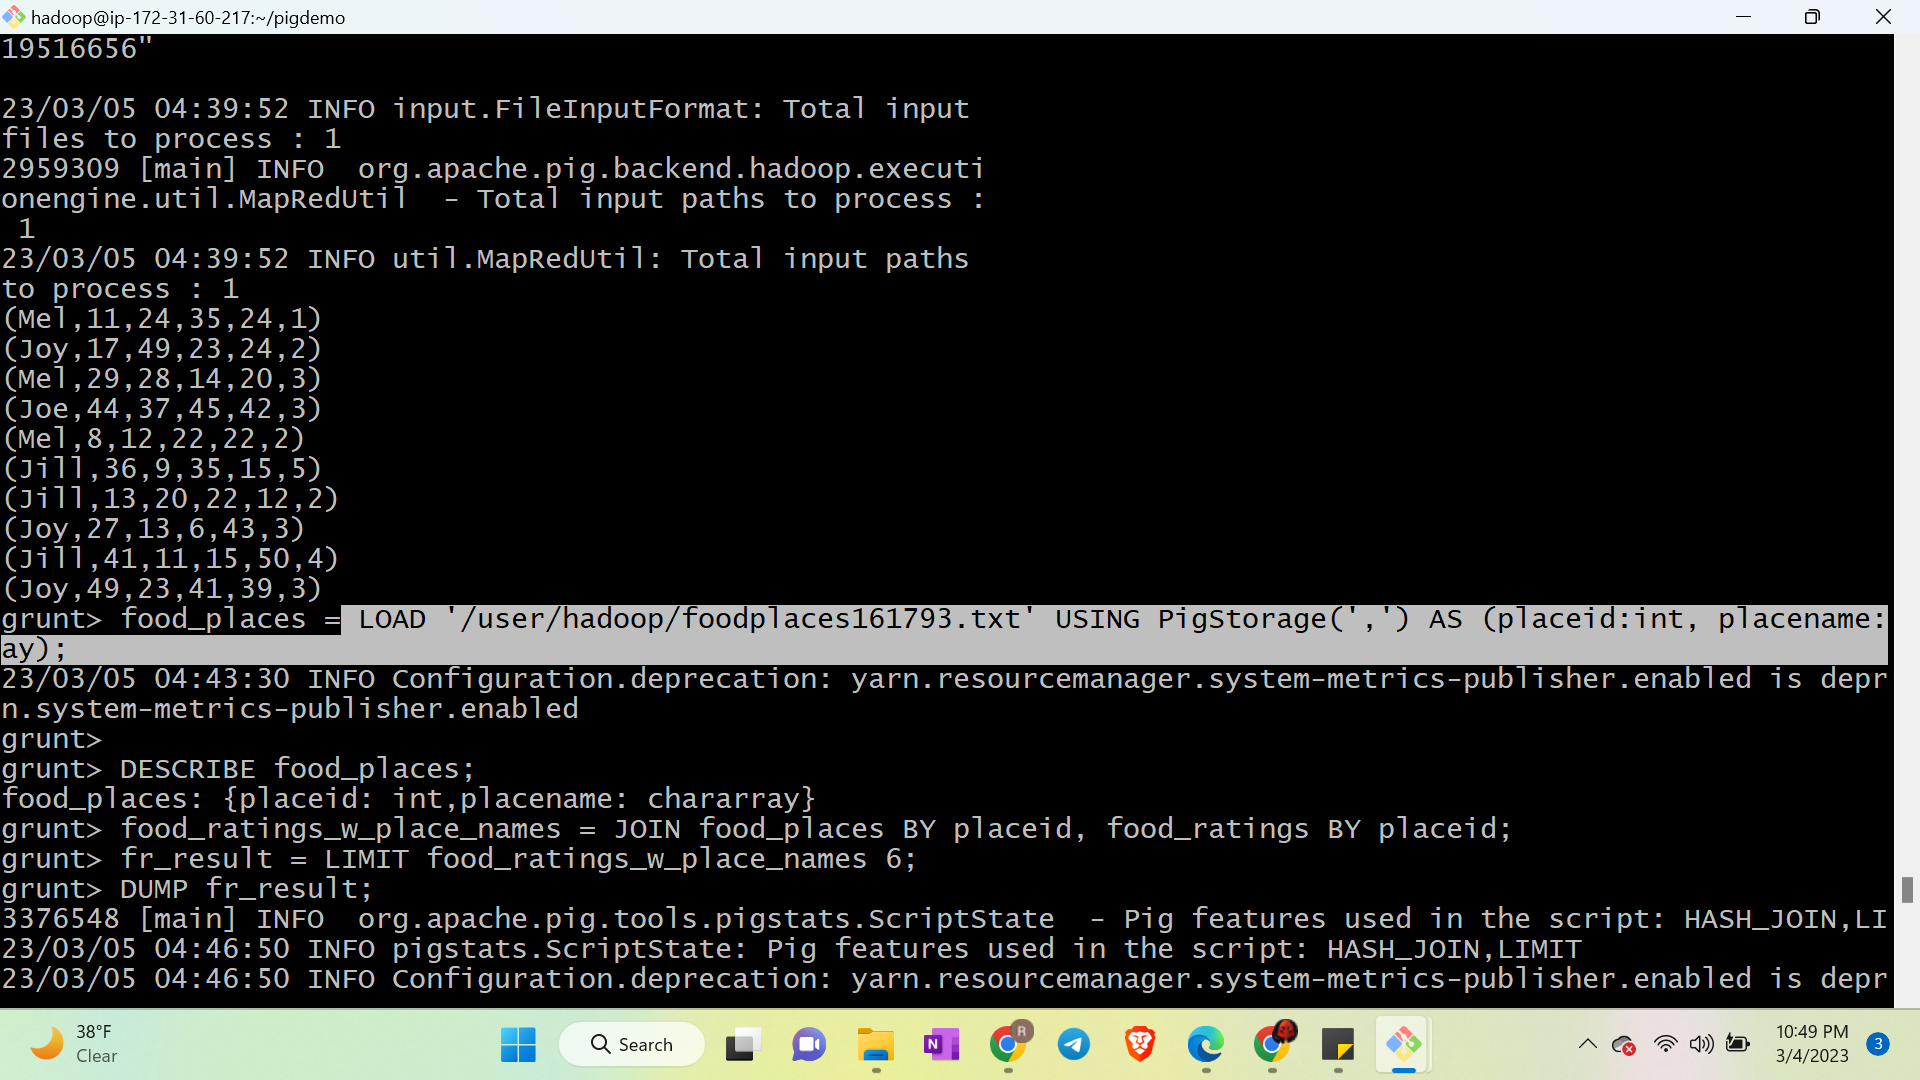 hadoop@ip-172-31-60-217:~/pigdemo
19516656"
23/03/05 04:39:52 INFO input.FileInputFormat: Total input
files to process : 1
2959309 [main] INFO  org.apache.pig.backend.hadoop.executi
onengine.util.MapRedUtil  - Total input paths to process :
 1
23/03/05 04:39:52 INFO util.MapRedUtil: Total input paths
to process : 1
(Mel,11,24,35,24,1)
(Joy,17,49,23,24,2)
(Mel,29,28,14,20,3)
(Joe,44,37,45,42,3)
(Mel,8,12,22,22,2)
(Jill,36,9,35,15,5)
(Jill,13,20,22,12,2)
(Joy,27,13,6,43,3)
(Jill,41,11,15,50,4)
(Joy,49,23,41,39,3)
grunt> food_places = LOAD '/user/hadoop/foodplaces161793.txt' USING PigStorage(',') AS (placeid:int, placename:
ay);
23/03/05 04:43:30 INFO Configuration.deprecation: yarn.resourcemanager.system-metrics-publisher.enabled is depr
n.system-metrics-publisher.enabled
grunt>
grunt> DESCRIBE food_places;
food_places: {placeid: int,placename: chararray}
grunt> food_ratings_w_place_names = JOIN food_places BY placeid, food_ratings BY placeid;
grunt> fr_result = LIMIT food_ratings_w_place_names 6;
grunt> DUMP fr_result;
3376548 [main] INFO  org.apache.pig.tools.pigstats.ScriptState  - Pig features used in the script: HASH_JOIN,LI
23/03/05 04:46:50 INFO pigstats.ScriptState: Pig features used in the script: HASH_JOIN,LIMIT
23/03/05 04:46:50 INFO Configuration.deprecation: yarn.resourcemanager.system-metrics-publisher.enabled is depr
38°F
Clear
Search
N
R
10:49 PM
3/4/2023
3